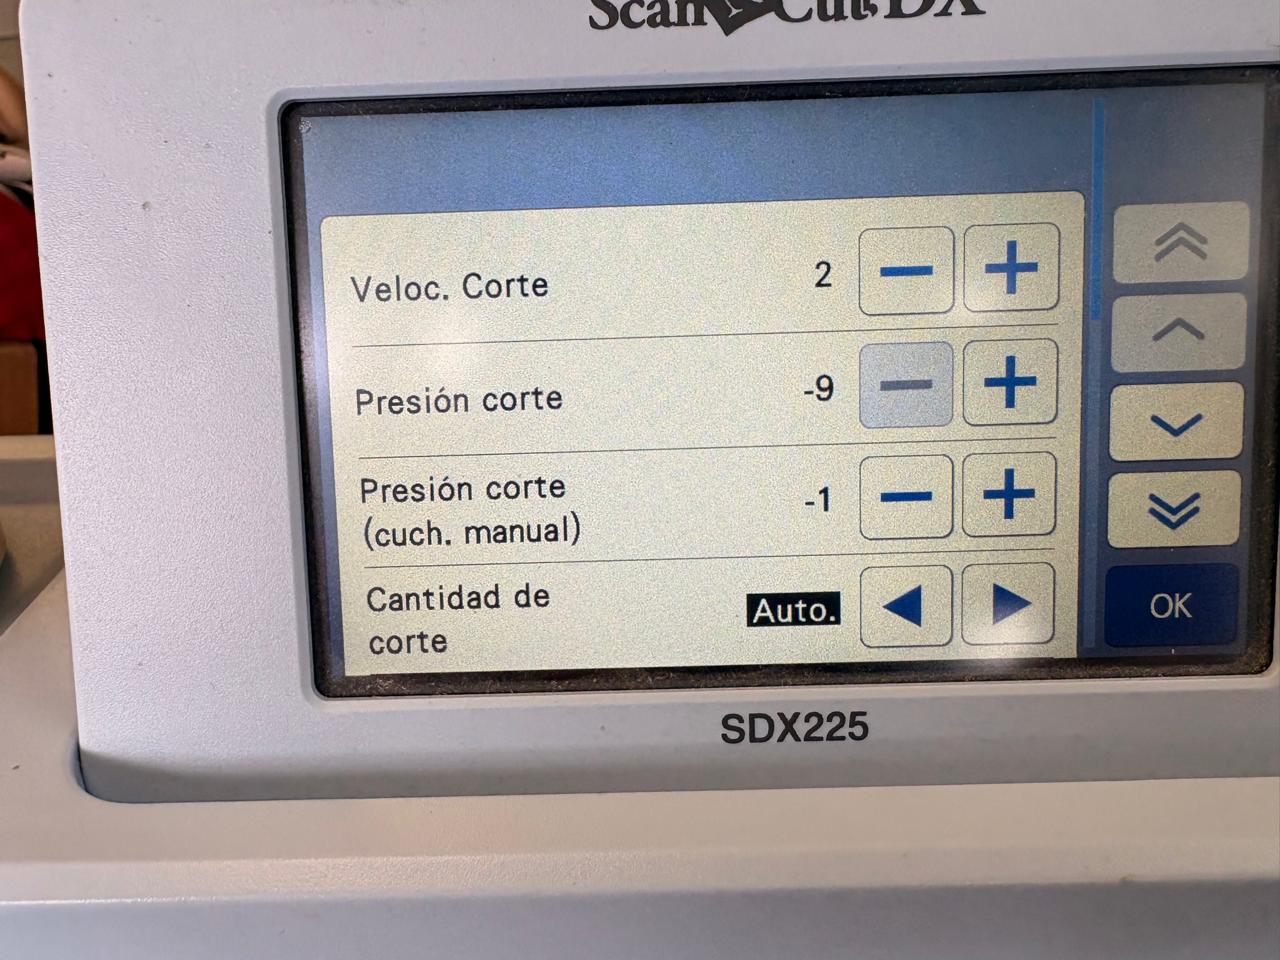 ScanNCut DX
Veloc. Corte 2
Presión corte -9
Presión corte
(cuch. manual) -1
Cantidad de
corte Auto.
OK
SDX225